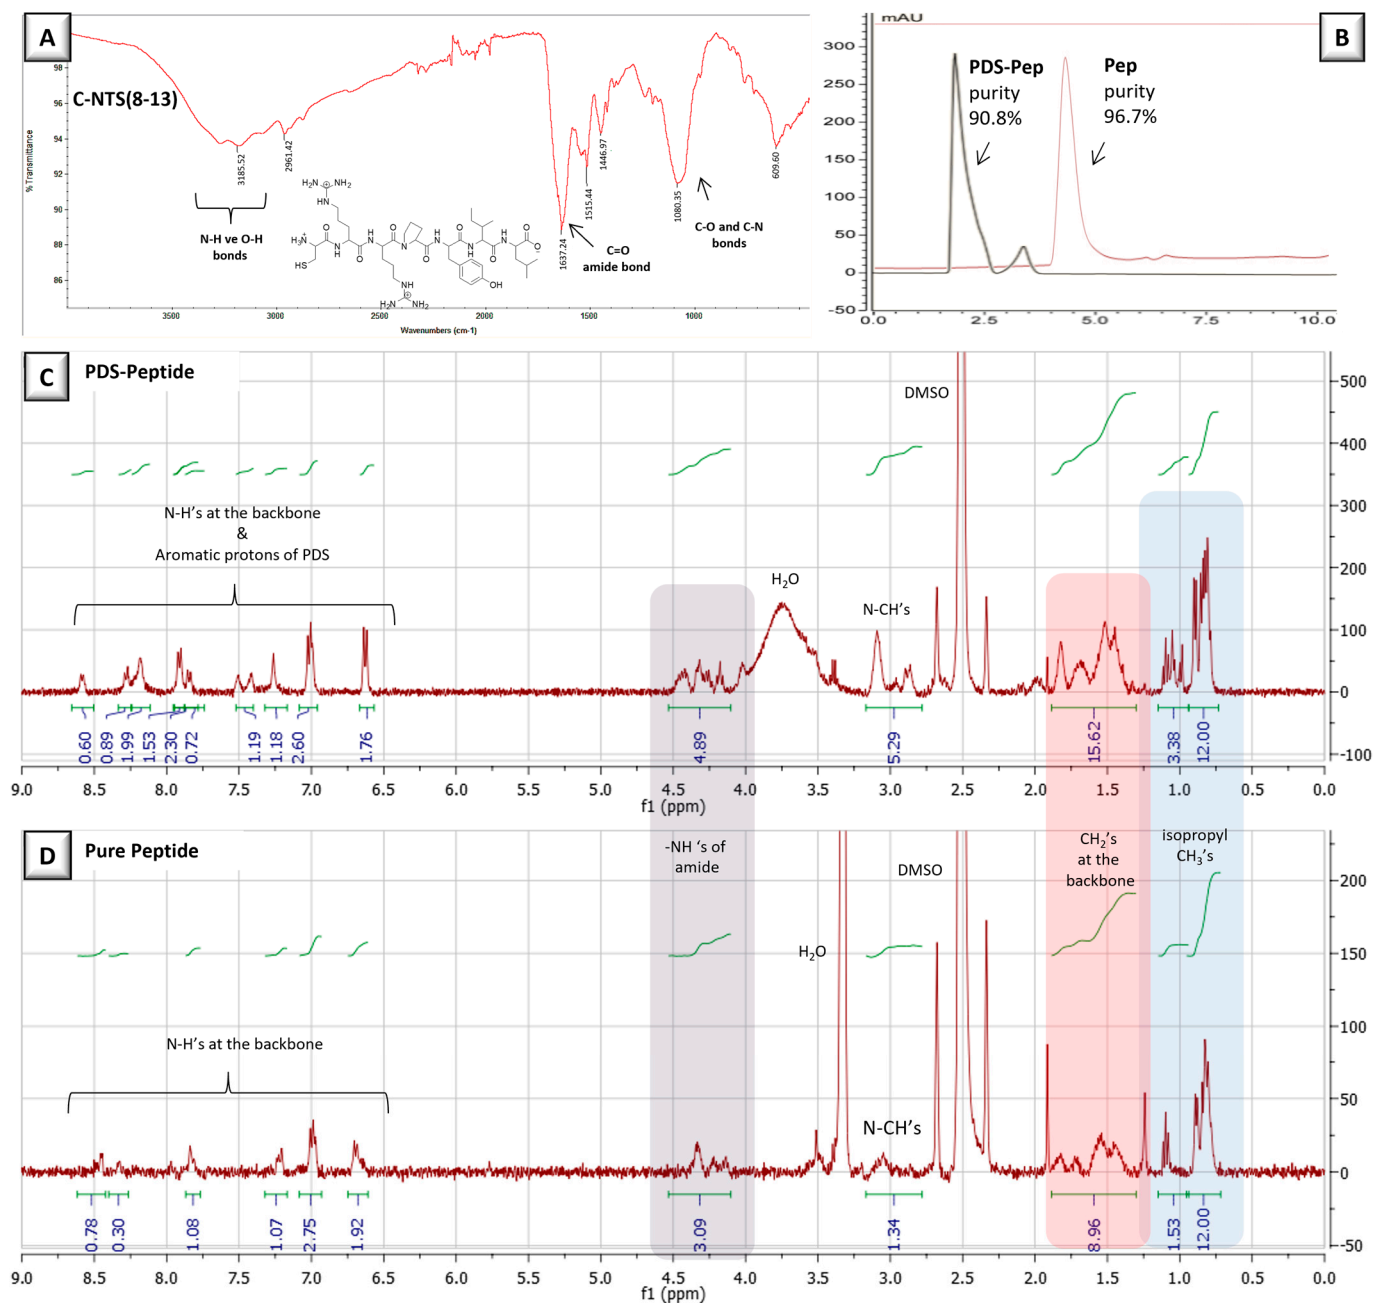 A
C-NTS(8-13)
% Transmittance
98
96
94
92
90
88
86
3185.52
2961.42
1637.24
1515.44
1446.97
1080.35
609.60
N-H ve O-H
bonds
C=O
amide bond
C-O and C-N
bonds
H₂N
NH₂
HN
H₃N⁺
HS
O
H
N
OH
NH
H₂N
NH₂
3500
3000
2500
2000
1500
1000
Wavenumbers (cm-1)
B
mAU
300
250
200
150
100
50
0
-50
PDS-Pep
purity
90.8%
Pep
purity
96.7%
0.0 2.5 5.0 7.5 10.0
C
PDS-Peptide
DMSO
N-H's at the backbone
&
Aromatic protons of PDS
H₂O
N-CH's
500
400
300
200
100
0
-100
0.60 0.89 1.99 1.53 2.30 0.72 1.19 1.18 2.60 1.76 4.89 5.29 15.62 3.38 12.00
9.0 8.5 8.0 7.5 7.0 6.5 6.0 5.5 5.0 4.5 4.0 3.5 3.0 2.5 2.0 1.5 1.0 0.5 0.0
f1 (ppm)
D
Pure Peptide
-NH 's of
amide
DMSO
H₂O
CH₂'s
at the
backbone
isopropyl
CH₃'s
N-H's at the backbone
N-CH's
200
150
100
50
0
-50
0.78 0.30 1.08 1.07 2.75 1.92 3.09 1.34 8.96 1.53 12.00
9.0 8.5 8.0 7.5 7.0 6.5 6.0 5.5 5.0 4.5 4.0 3.5 3.0 2.5 2.0 1.5 1.0 0.5 0.0
f1 (ppm)